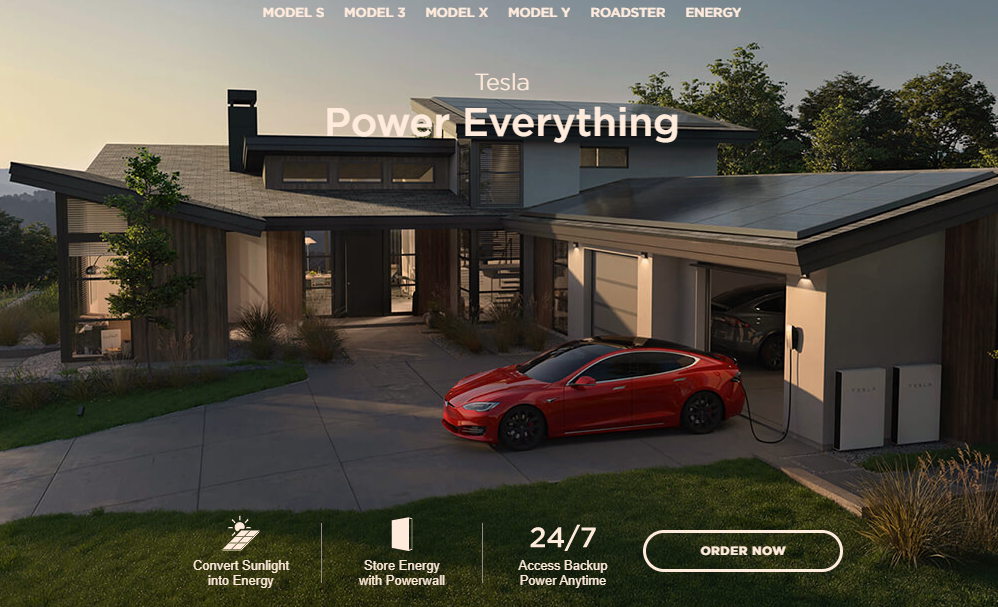 MODEL S MODEL 3 MODEL X MODEL Y ROADSTER ENERGY
Tesla
Power Everything
TESLA TESLA
24/7
ORDER NOW
Convert Sunlight
into Energy
Store Energy
with Powerwall
Access Backup
Power Anytime